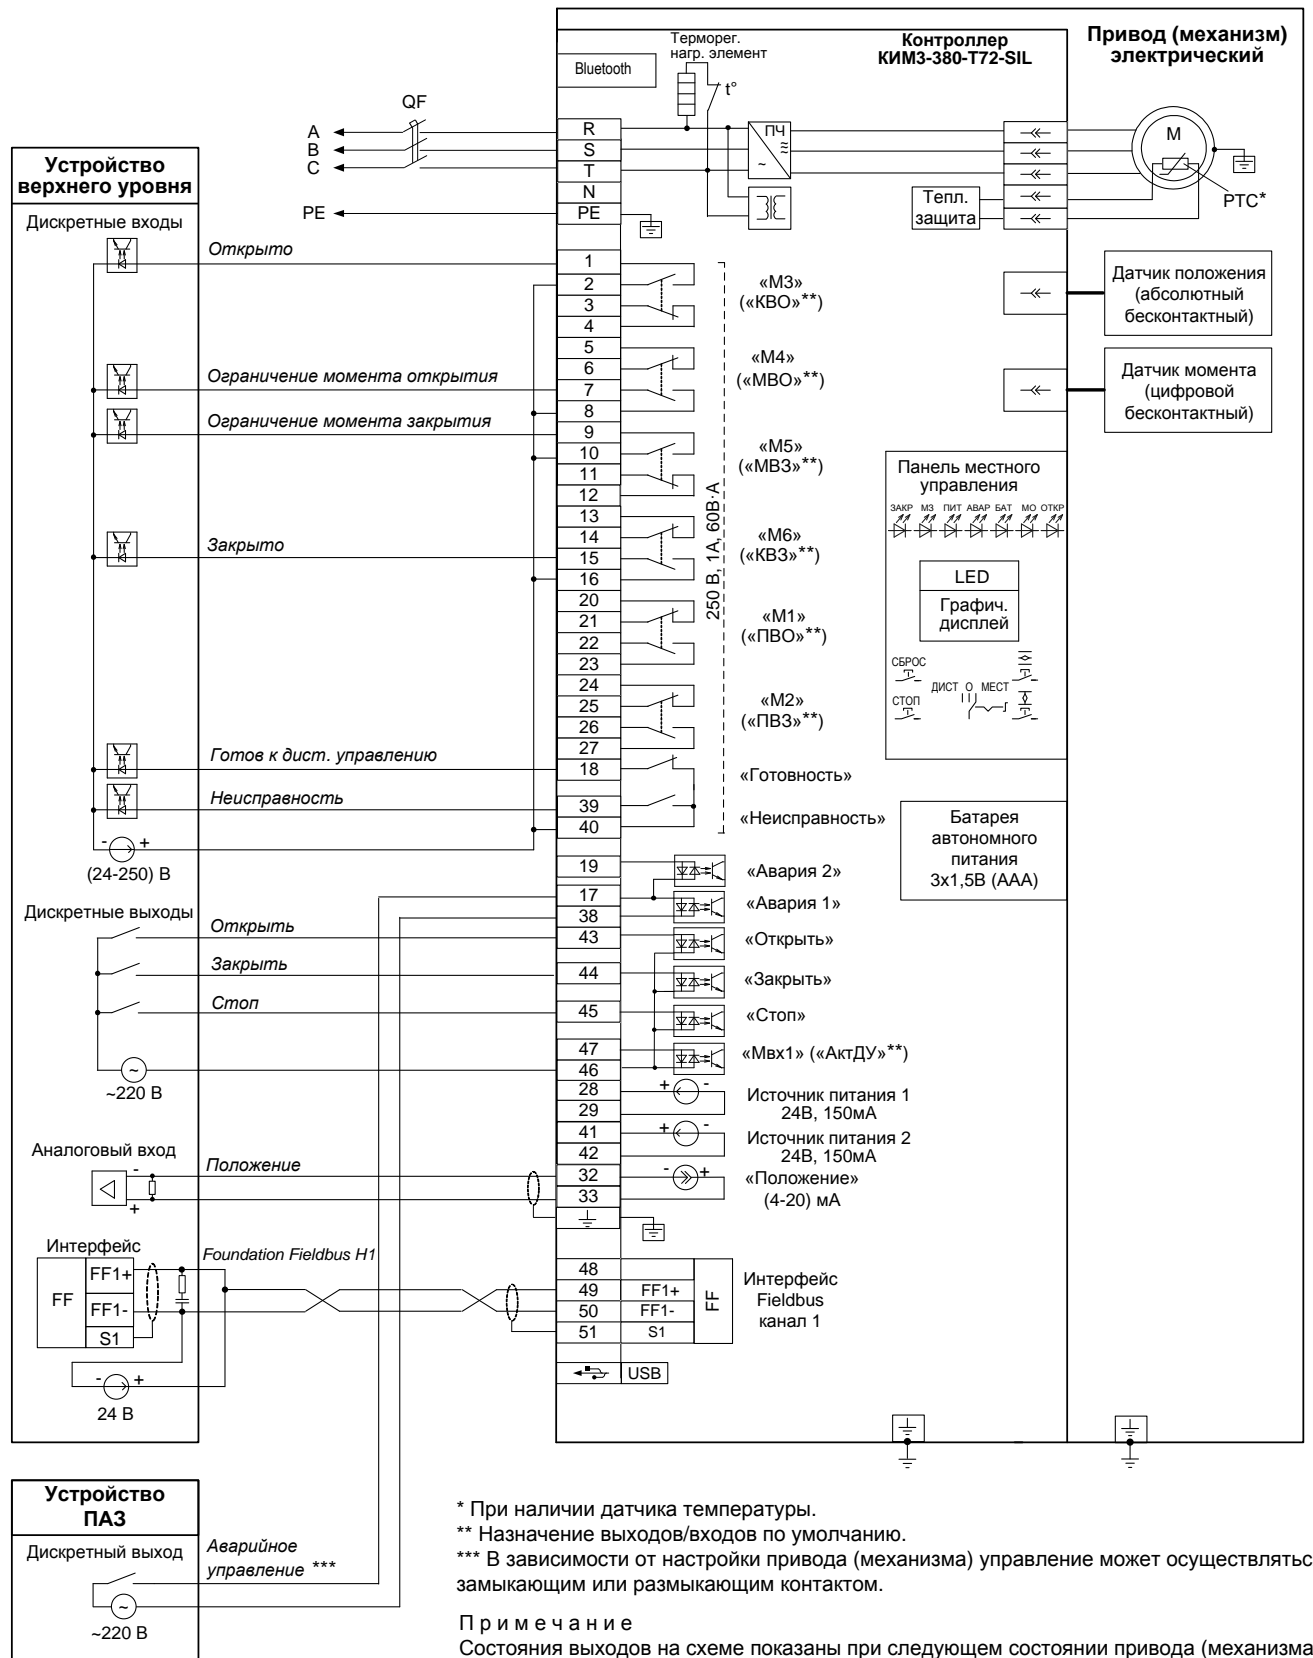 Привод (механизм)
электрический
Контроллер
КИМ3-380-Т72-SIL
Терморег.
нагр. элемент
Bluetooth
t°
QF
A
B
C
PE
R
S
T
N
PE
ПЧ
≈
~
M
PTC*
Тепл.
защита
Устройство
верхнего уровня
Дискретные входы
Открыто
Ограничение момента открытия
Ограничение момента закрытия
Закрыто
Готов к дист. управлению
Неисправность
- +
(24-250) В
1
2
3
4
5
6
7
8
9
10
11
12
13
14
15
16
20
21
22
23
24
25
26
27
18
39
40
«М3»
(«КВО»**)
«М4»
(«МВО»**)
«М5»
(«МВЗ»**)
«М6»
(«КВЗ»**)
«М1»
(«ПВО»**)
«М2»
(«ПВЗ»**)
«Готовность»
«Неисправность»
250 В, 1А, 60В·А
Датчик положения
(абсолютный
бесконтактный)
Датчик момента
(цифровой
бесконтактный)
Панель местного
управления
ЗАКР МЗ ПИТ АВАР БАТ МО ОТКР
LED
Графич.
дисплей
СБРОС
СТОП
ДИСТ О МЕСТ
Батарея
автономного
питания
3х1,5В (ААА)
Дискретные выходы
Открыть
Закрыть
Стоп
~
~220 В
19
17
38
43
44
45
47
46
28
29
41
42
32
33
«Авария 2»
«Авария 1»
«Открыть»
«Закрыть»
«Стоп»
«Мвх1» («АктДУ»**)
+ -
Источник питания 1
24В, 150мА
+ -
Источник питания 2
24В, 150мА
- +
«Положение»
(4-20) мА
Аналоговый вход
-
+
Положение
Интерфейс
FF
FF1+
FF1-
S1
Foundation Fieldbus H1
- +
24 В
48
49 FF1+
50 FF1-
51 S1
FF
Интерфейс
Fieldbus
канал 1
USB
Устройство
ПАЗ
Дискретный выход
Аварийное
управление ***
~
~220 В
* При наличии датчика температуры.
** Назначение выходов/входов по умолчанию.
*** В зависимости от настройки привода (механизма) управление может осуществлятьс
замыкающим или размыкающим контактом.
Примечание
Состояния выходов на схеме показаны при следующем состоянии привода (механизма